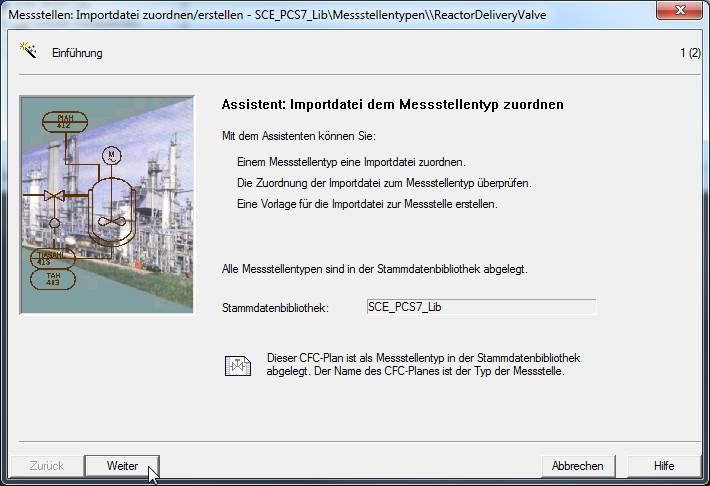 Messstellen: Importdatei zuordnen/erstellen - SCE_PCS7_Lib\Messstellentypen\\ReactorDeliveryValve
Einführung
1 (2)
PIAH
412
M
TIASAHL
413
TAH
413
Assistent: Importdatei dem Messstellentyp zuordnen
Mit dem Assistenten können Sie:
Einem Messstellentyp eine Importdatei zuordnen.
Die Zuordnung der Importdatei zum Messstellentyp überprüfen.
Eine Vorlage für die Importdatei zur Messstelle erstellen.
Alle Messstellentypen sind in der Stammdatenbibliothek abgelegt.
Stammdatenbibliothek: SCE_PCS7_Lib
Dieser CFC-Plan ist als Messstellentyp in der Stammdatenbibliothek
abgelegt. Der Name des CFC-Planes ist der Typ der Messstelle.
Zurück
Weiter
Abbrechen
Hilfe